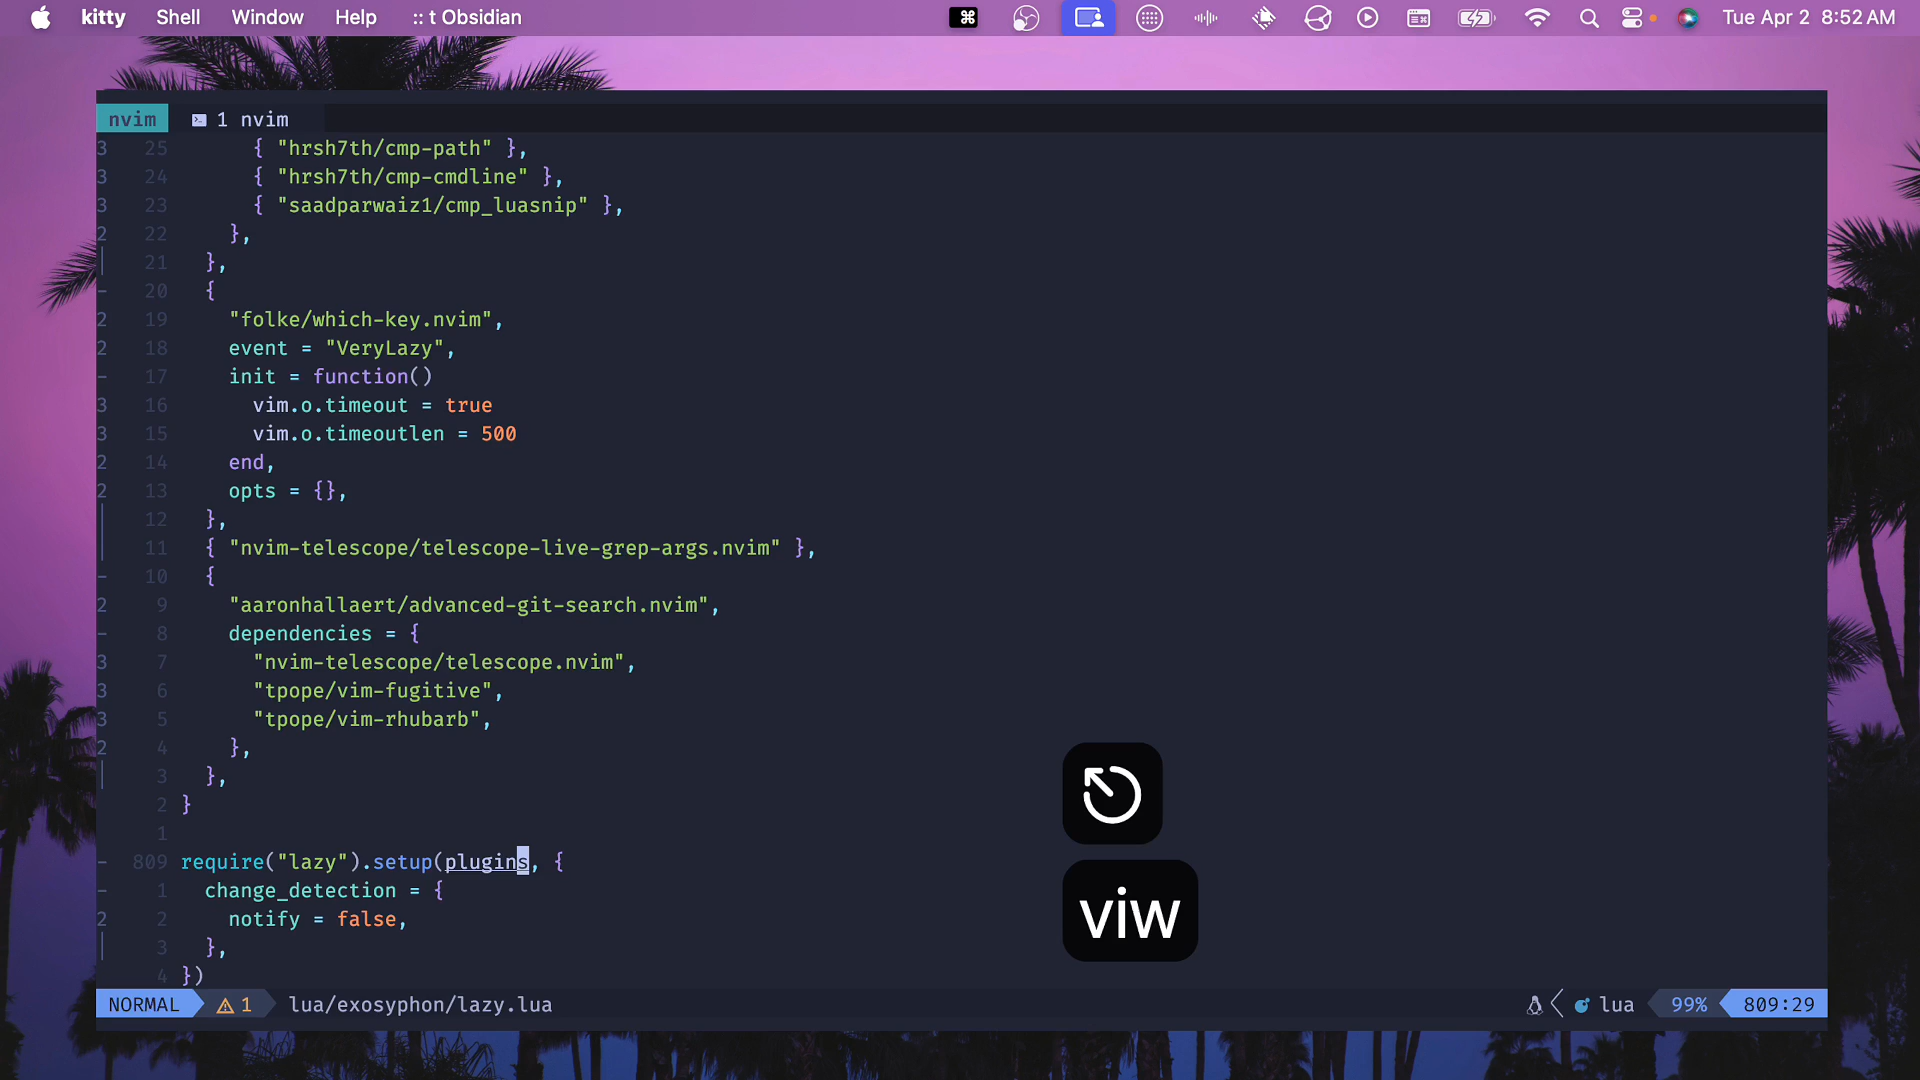 kitty Shell Window Help :: t Obsidian Tue Apr 2 8:52 AM
nvim 1 nvim
3 25 { "hrsh7th/cmp-path" },
3 24 { "hrsh7th/cmp-cmdline" },
3 23 { "saadparwaiz1/cmp_luasnip" },
2 22 },
21 },
- 20 {
2 19 "folke/which-key.nvim",
2 18 event = "VeryLazy",
- 17 init = function()
3 16 vim.o.timeout = true
3 15 vim.o.timeoutlen = 500
2 14 end,
2 13 opts = {},
12 },
11 { "nvim-telescope/telescope-live-grep-args.nvim" },
- 10 {
2 9 "aaronhallaert/advanced-git-search.nvim",
- 8 dependencies = {
3 7 "nvim-telescope/telescope.nvim",
3 6 "tpope/vim-fugitive",
3 5 "tpope/vim-rhubarb",
2 4 },
3 },
2 }
1
- 809 require("lazy").setup(plugins, {
- 1 change_detection = {
2 2 notify = false,
3 },
4 })
viw
NORMAL 1 lua/exosyphon/lazy.lua lua 99% 809:29